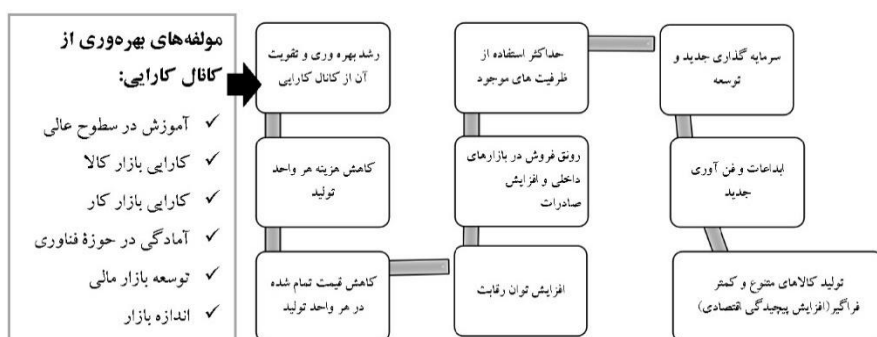 مولفه‌های بهره‌وری از
کانال کارایی:
✓ آموزش در سطوح عالی
✓ کارایی بازار کالا
✓ کارایی بازار کار
✓ آمادگی در حوزهٔ فناوری
✓ توسعه بازار مالی
✓ اندازه بازار
رشد بهره وری و تقویت
آن از کانال کارایی
کاهش هزینه هر واحد
تولید
کاهش قیمت تمام شده
در هر واحد تولید
افزایش توان رقابت
رونق فروش در بازارهای
داخلی و افزایش
صادرات
حداکثر استفاده از
ظرفیت های موجود
سرمایه گذاری جدید و
توسعه
ابداعات و فن آوری
جدید
تولید کالاهای متنوع و کمتر
فراگیر(افزایش پیچیدگی اقتصادی)